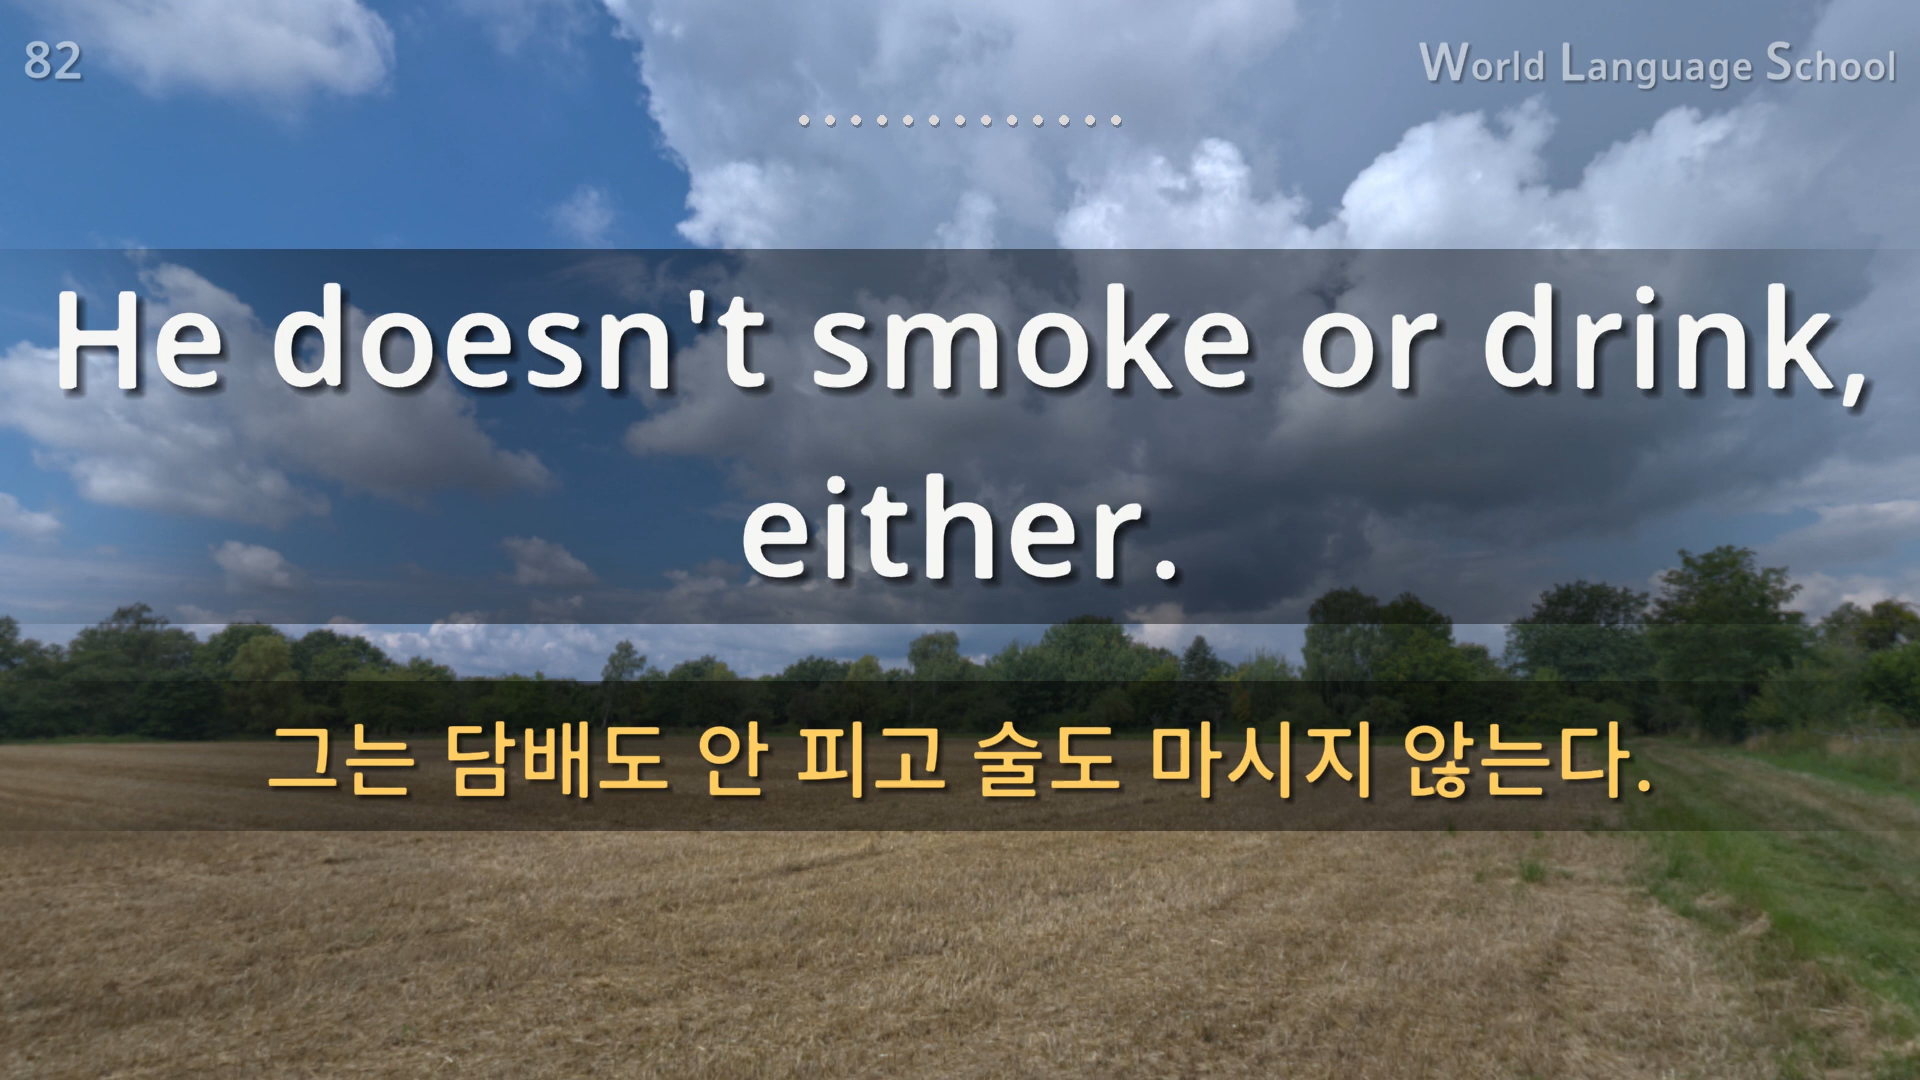 82
World Language School
He doesn't smoke or drink,
either.
그는 담배도 안 피고 술도 마시지 않는다.